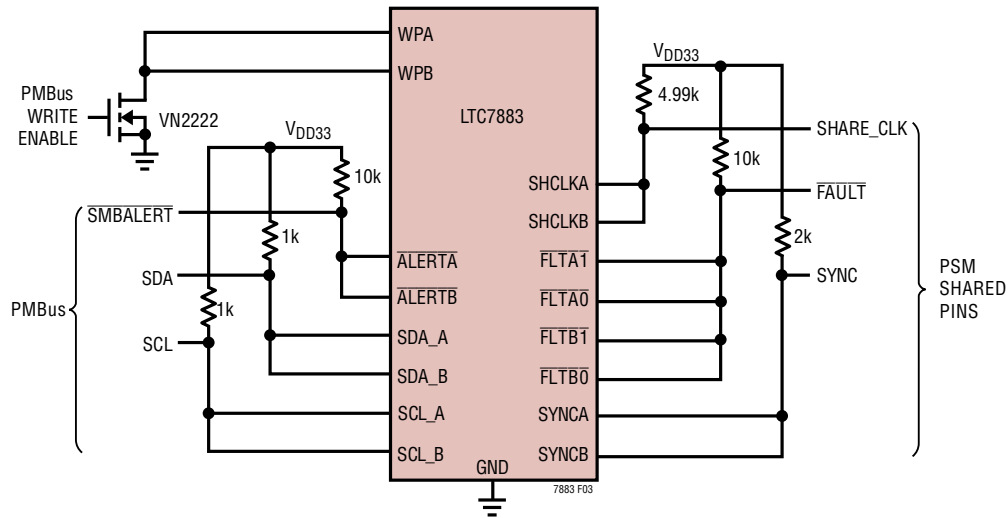 WPA
WPB
PMBus
WRITE
ENABLE
VN2222
VDD33
10k
SMBALERT
1k
SDA
1k
PMBus
SCL
LTC7883
SHCLKA
SHCLKB
ALERTA
ALERTB
SDA_A
SDA_B
SCL_A
SCL_B
FLTA1
FLTA0
FLTB1
FLTB0
SYNCA
SYNCB
GND
7883 F03
VDD33
4.99k
SHARE_CLK
10k
FAULT
2k
SYNC
PSM
SHARED
PINS